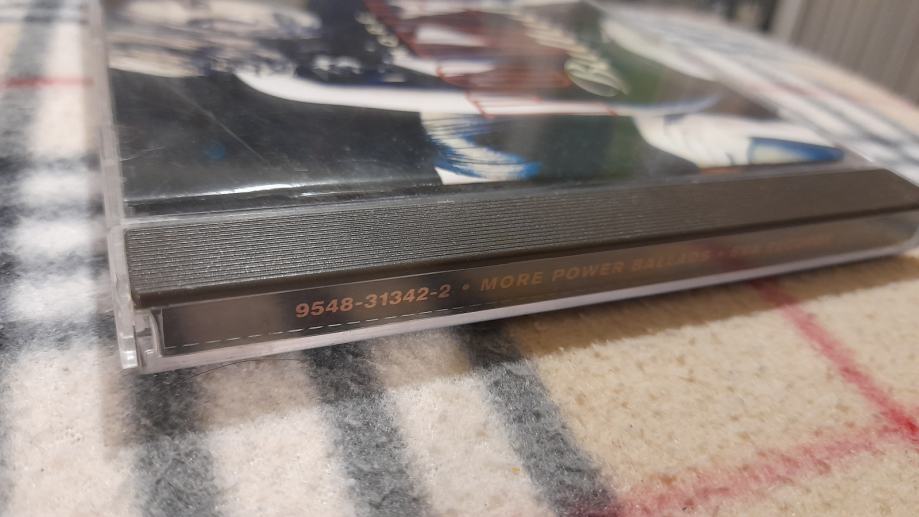 9548-31342-2 • MORE POWER BALLADS •